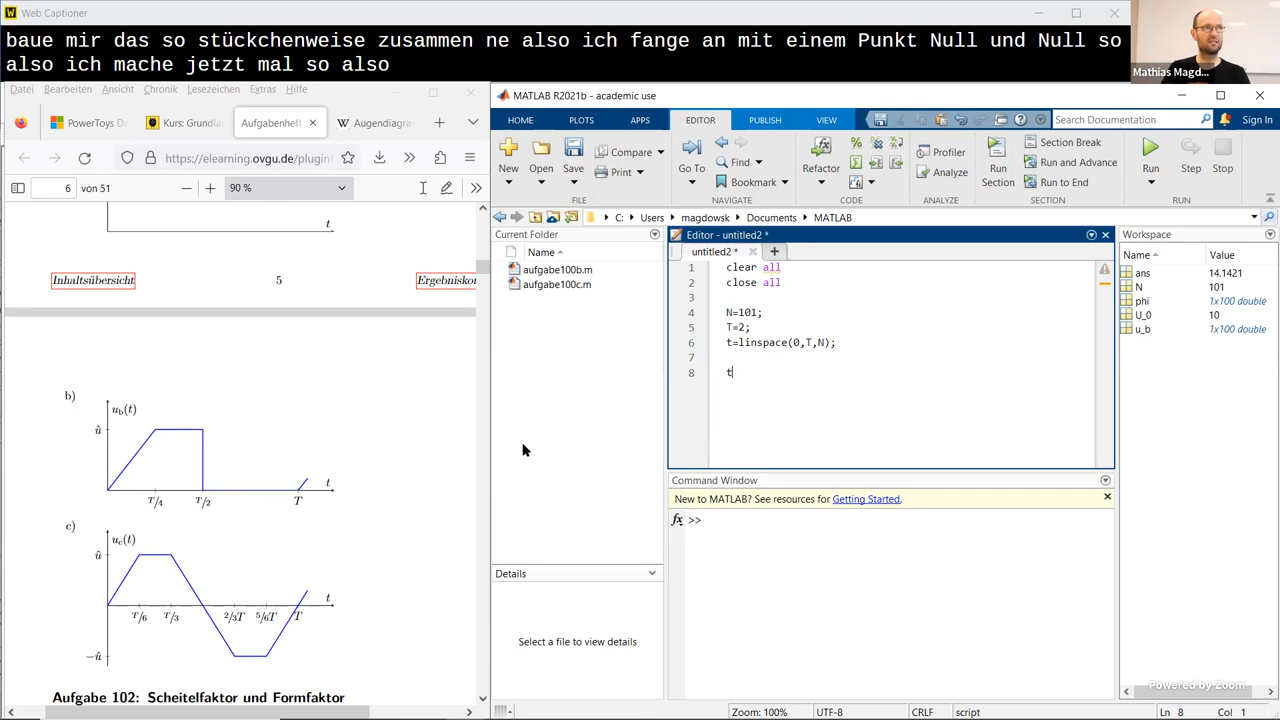 Web Captioner
baue mir das so stückchenweise zusammen ne also ich fange an mit einem Punkt Null und Null so
also ich mache jetzt mal so also
Mathias Magd...
Datei Bearbeiten Ansicht Chronik Lesezeichen Extras Hilfe
PowerToys Da
Kurs: Grundla
Aufgabenheft
Augendiagra
https://elearning.ovgu.de/plugin
6 von 51
90 %
t
Inhaltsübersicht
5
Ergebniskon
b)
u_b(t)
û
t
T/4
T/2
T
c)
u_c(t)
û
t
T/6
T/3
2/3T
5/6T
T
−û
Aufgabe 102: Scheitelfaktor und Formfaktor
MATLAB R2021b - academic use
HOME PLOTS APPS EDITOR PUBLISH VIEW
Search Documentation
Sign In
New Open Save
Compare
Print
FILE
Go To
Find
Bookmark
NAVIGATE
Refactor
CODE
Profiler
Analyze
ANALYZE
Run Section
Section Break
Run and Advance
Run to End
SECTION
Run Step Stop
RUN
C: Users magdowsk Documents MATLAB
Current Folder
Name
aufgabe100b.m
aufgabe100c.m
Details
Select a file to view details
Editor - untitled2 *
untitled2 *
1 clear all
2 close all
3
4 N=101;
5 T=2;
6 t=linspace(0,T,N);
7
8 t
Command Window
New to MATLAB? See resources for Getting Started.
fx >>
Workspace
Name Value
ans 14.1421
N 101
phi 1x100 double
U_0 10
u_b 1x100 double
Powered by Zoom
Zoom: 100% UTF-8 CRLF script Ln 8 Col 1